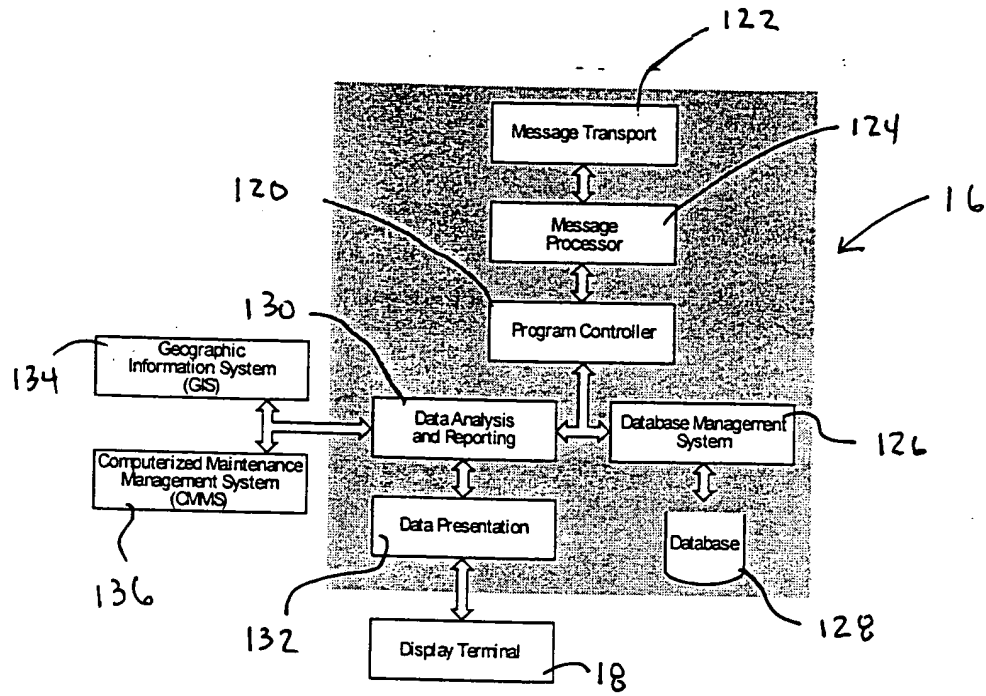 122
Message Transport
124
120
Message
Processor
16
130
Program Controller
134
Geographic
Information System
(GIS)
Data Analysis
and Reporting
Database Management
System
126
Computerized Maintenance
Management System
(CMMS)
Data Presentation
Database
136
132
128
Display Terminal
18